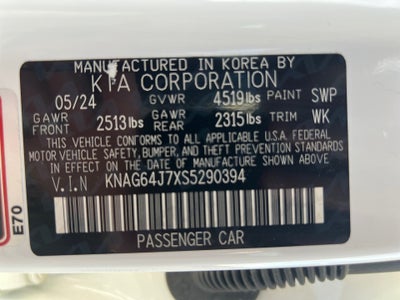 MANUFACTURED IN KOREA BY
KIA CORPORATION
05/24 GVWR 4519lbs PAINT SWP
GAWR FRONT 2513lbs GAWR REAR 2315lbs TRIM WK
THIS VEHICLE CONFORMS TO ALL APPLICABLE U.S.A. FEDERAL
MOTOR VEHICLE SAFETY, BUMPER, AND THEFT PREVENTION STANDARDS
IN EFFECT ON THE DATE OF MANUFACTURE SHOWN ABOVE.
V.I.N KNAG64J7XS5290394
PASSENGER CAR
E70